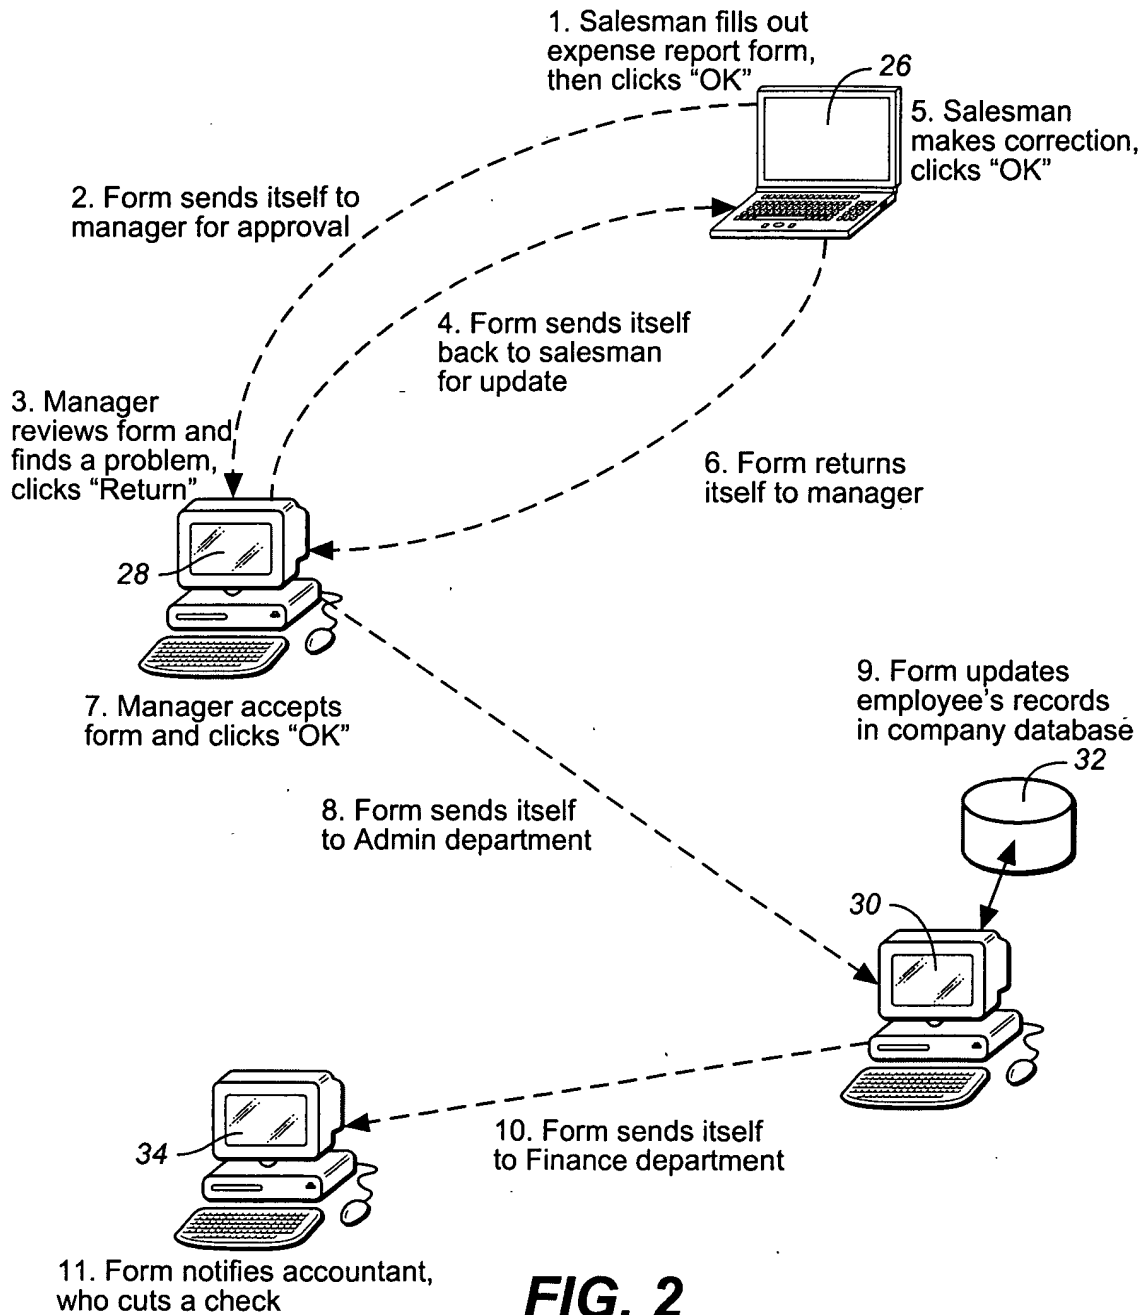 1. Salesman fills out
expense report form,
then clicks “OK”
26
5. Salesman
makes correction,
clicks “OK”
2. Form sends itself to
manager for approval
4. Form sends itself
back to salesman
for update
3. Manager
reviews form and
finds a problem,
clicks “Return”
6. Form returns
itself to manager
28
7. Manager accepts
form and clicks “OK”
9. Form updates
employee’s records
in company database
32
8. Form sends itself
to Admin department
30
10. Form sends itself
to Finance department
34
11. Form notifies accountant,
who cuts a check
FIG. 2